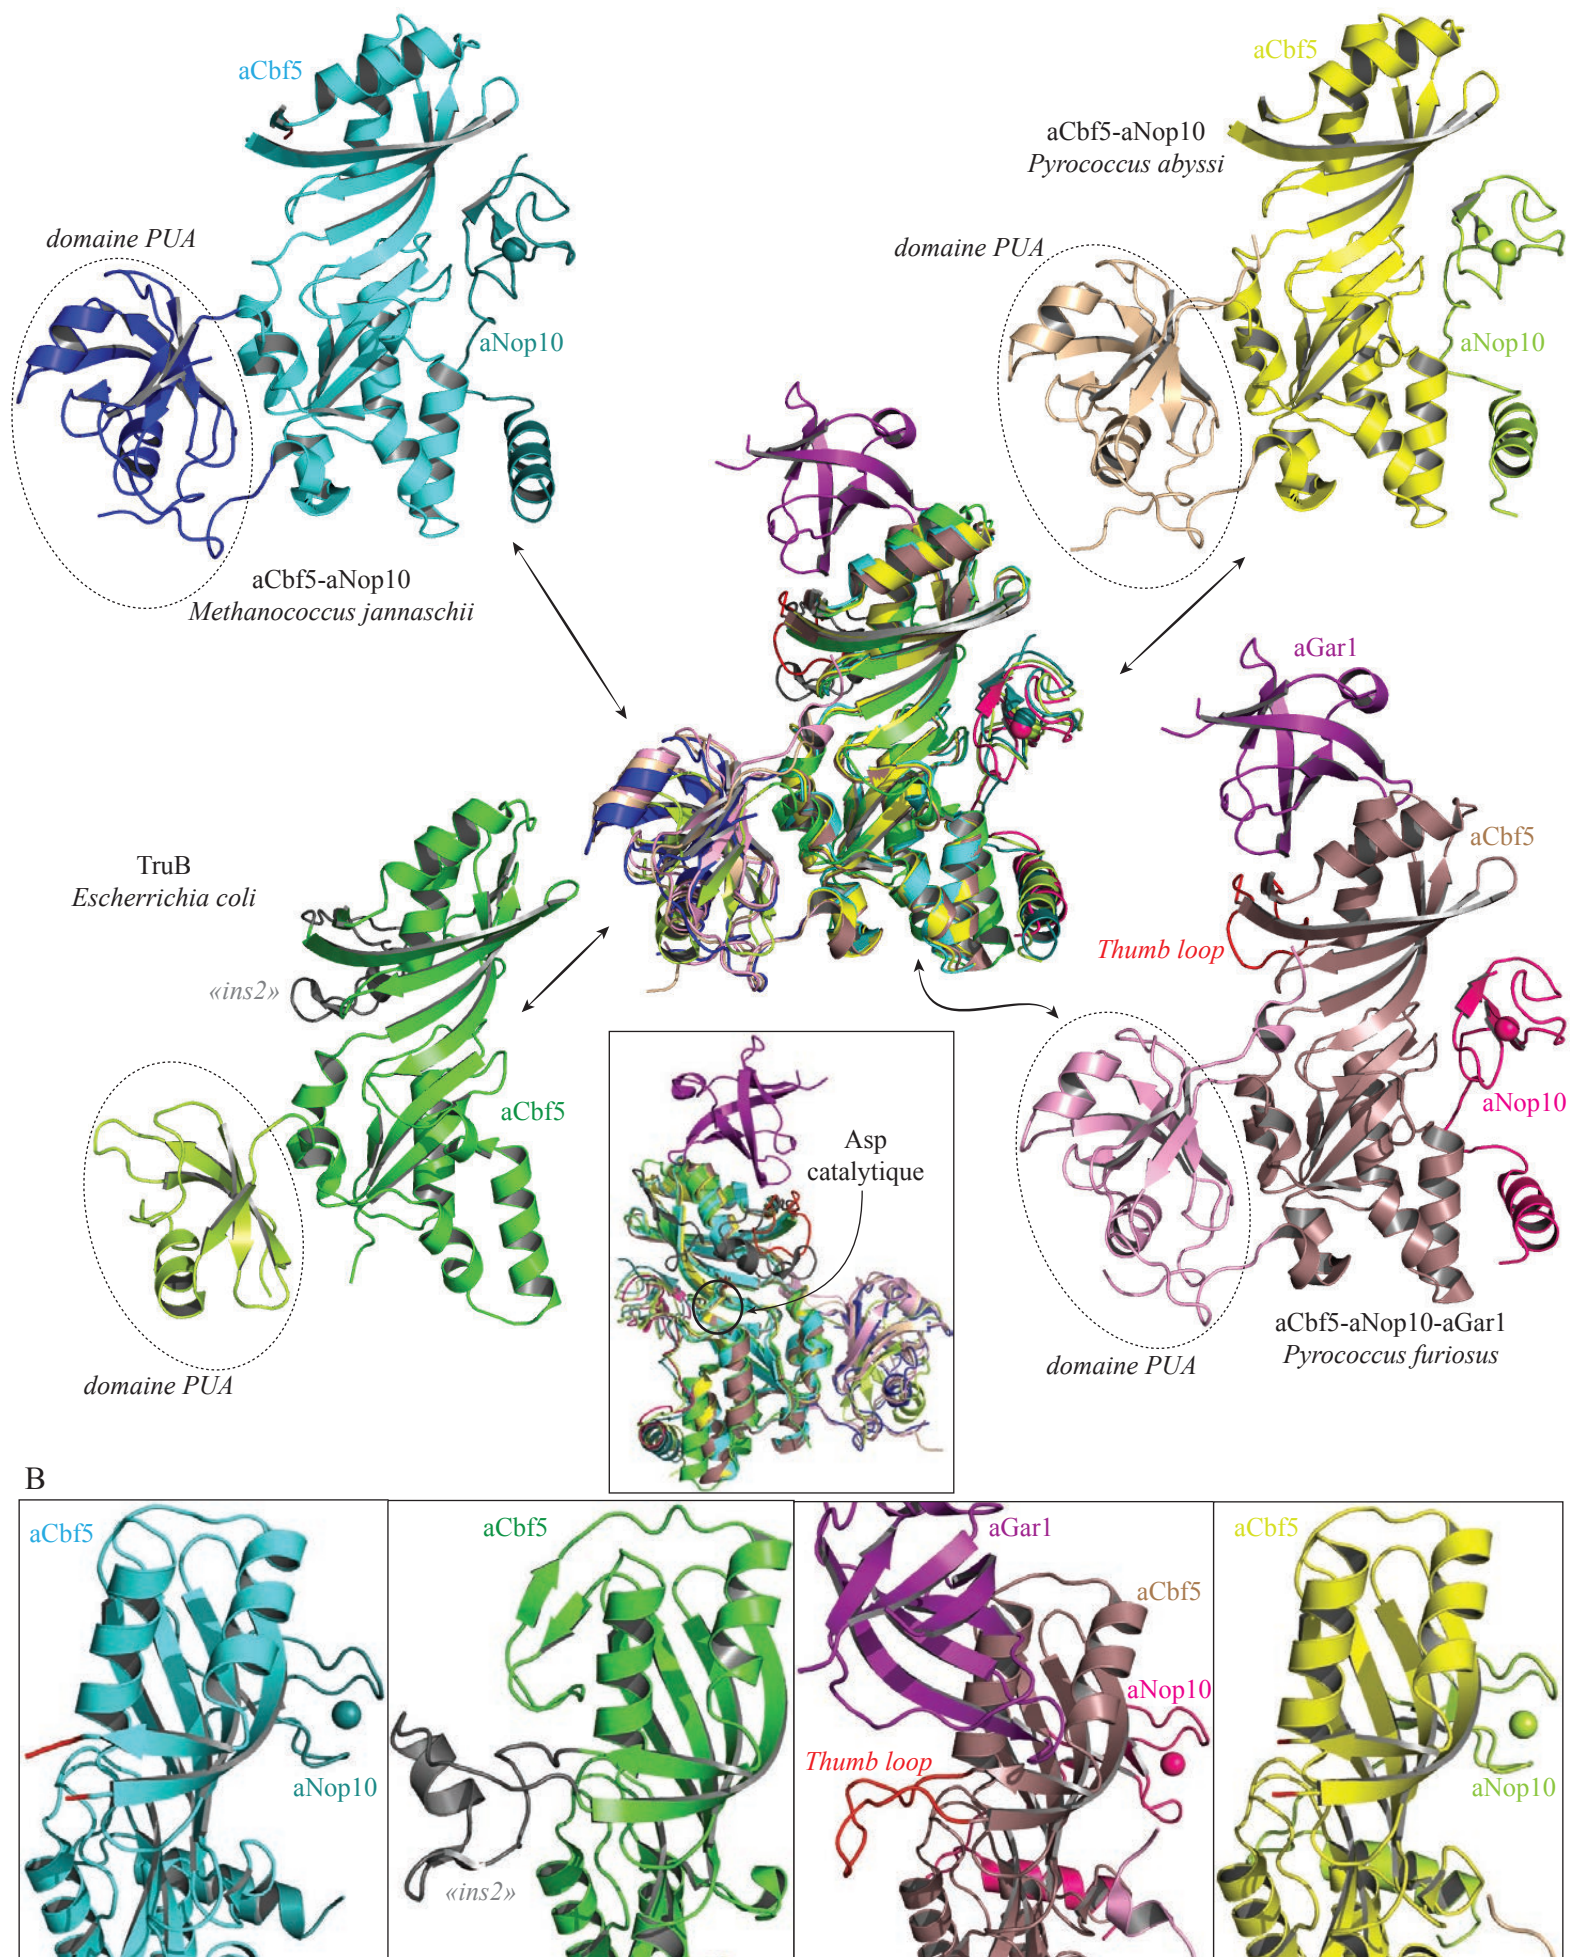 aCbf5
domaine PUA
aNop10
aCbf5-aNop10
Methanococcus jannaschii
aCbf5
aCbf5-aNop10
Pyrococcus abyssi
domaine PUA
aNop10
TruB
Escherrichia coli
«ins2»
aCbf5
domaine PUA
aGar1
aCbf5
Thumb loop
aNop10
aCbf5-aNop10-aGar1
Pyrococcus furiosus
domaine PUA
Asp
catalytique
B
aCbf5
aNop10
aCbf5
«ins2»
aGar1
aCbf5
aNop10
Thumb loop
aCbf5
aNop10